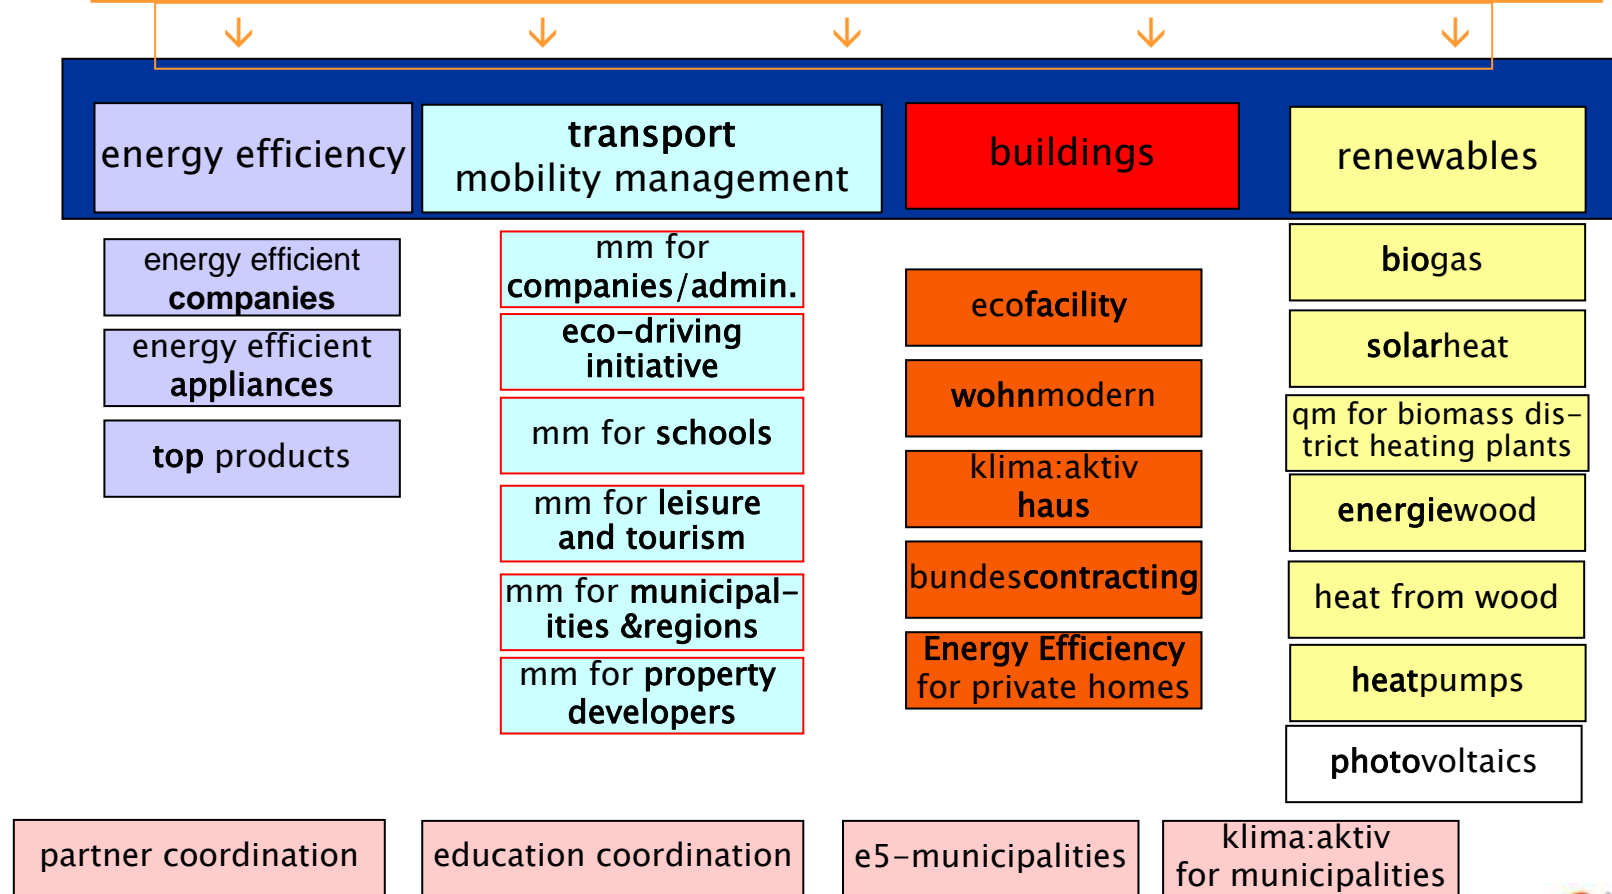 energy efficiency
transport
mobility management
buildings
renewables
energy efficient
companies
energy efficient
appliances
top products
mm for
companies/admin.
eco-driving
initiative
mm for schools
mm for leisure
and tourism
mm for municipal-
ities &regions
mm for property
developers
ecofacility
wohnmodern
klima:aktiv
haus
bundescontracting
Energy Efficiency
for private homes
biogas
solarheat
qm for biomass dis-
trict heating plants
energiewood
heat from wood
heatpumps
photovoltaics
partner coordination
education coordination
e5-municipalities
klima:aktiv
for municipalities